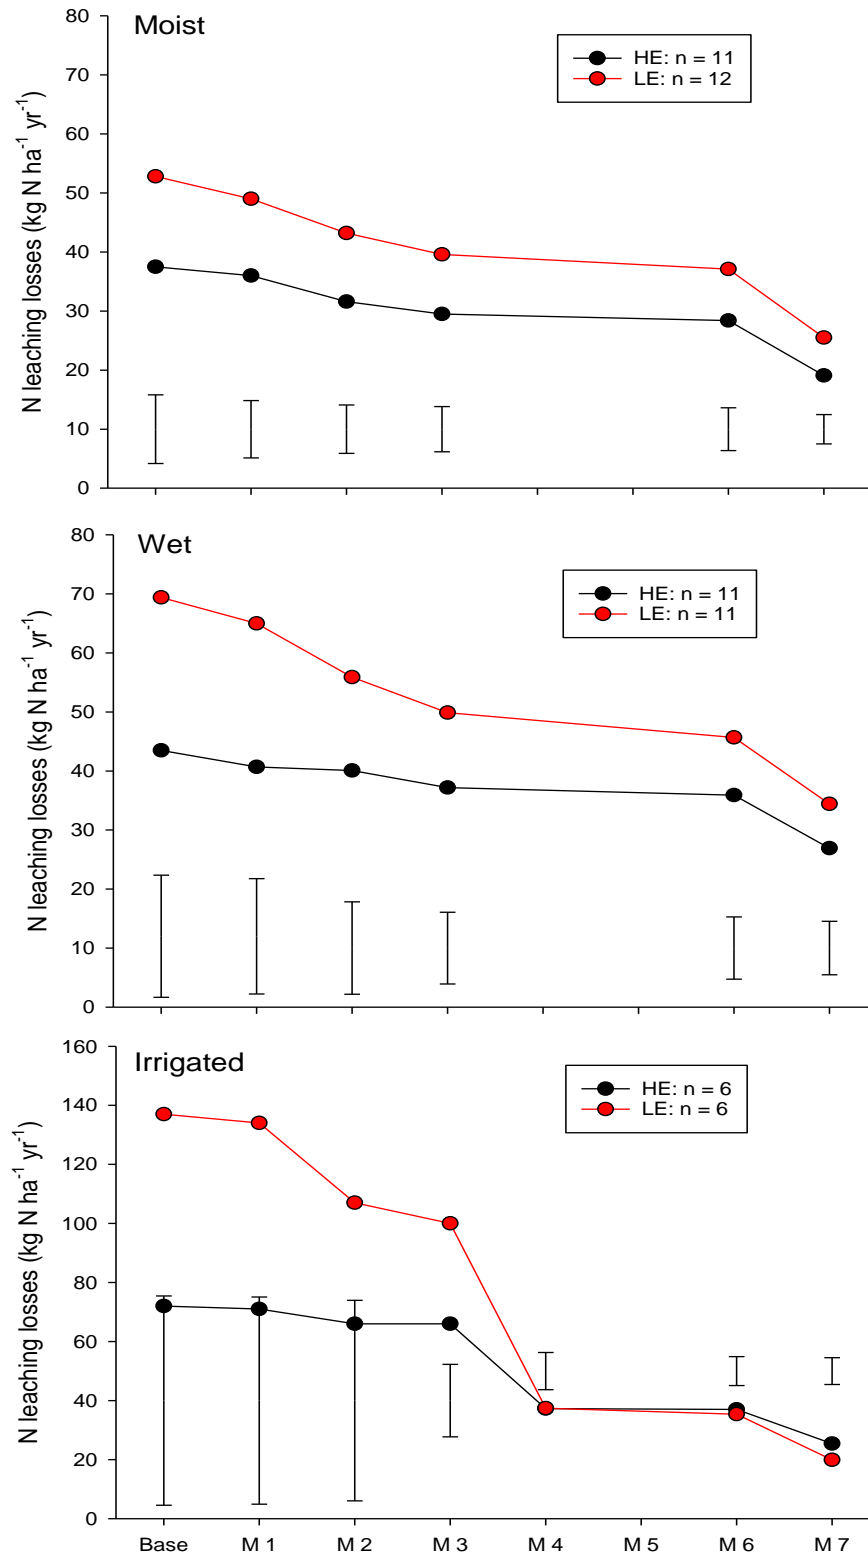 Moist
HE: n = 11
LE: n = 12
N leaching losses (kg N ha⁻¹ yr⁻¹)
80
70
60
50
40
30
20
10
0
Wet
HE: n = 11
LE: n = 11
N leaching losses (kg N ha⁻¹ yr⁻¹)
80
70
60
50
40
30
20
10
0
Irrigated
HE: n = 6
LE: n = 6
N leaching losses (kg N ha⁻¹ yr⁻¹)
160
140
120
100
80
60
40
20
0
Base M 1 M 2 M 3 M 4 M 5 M 6 M 7